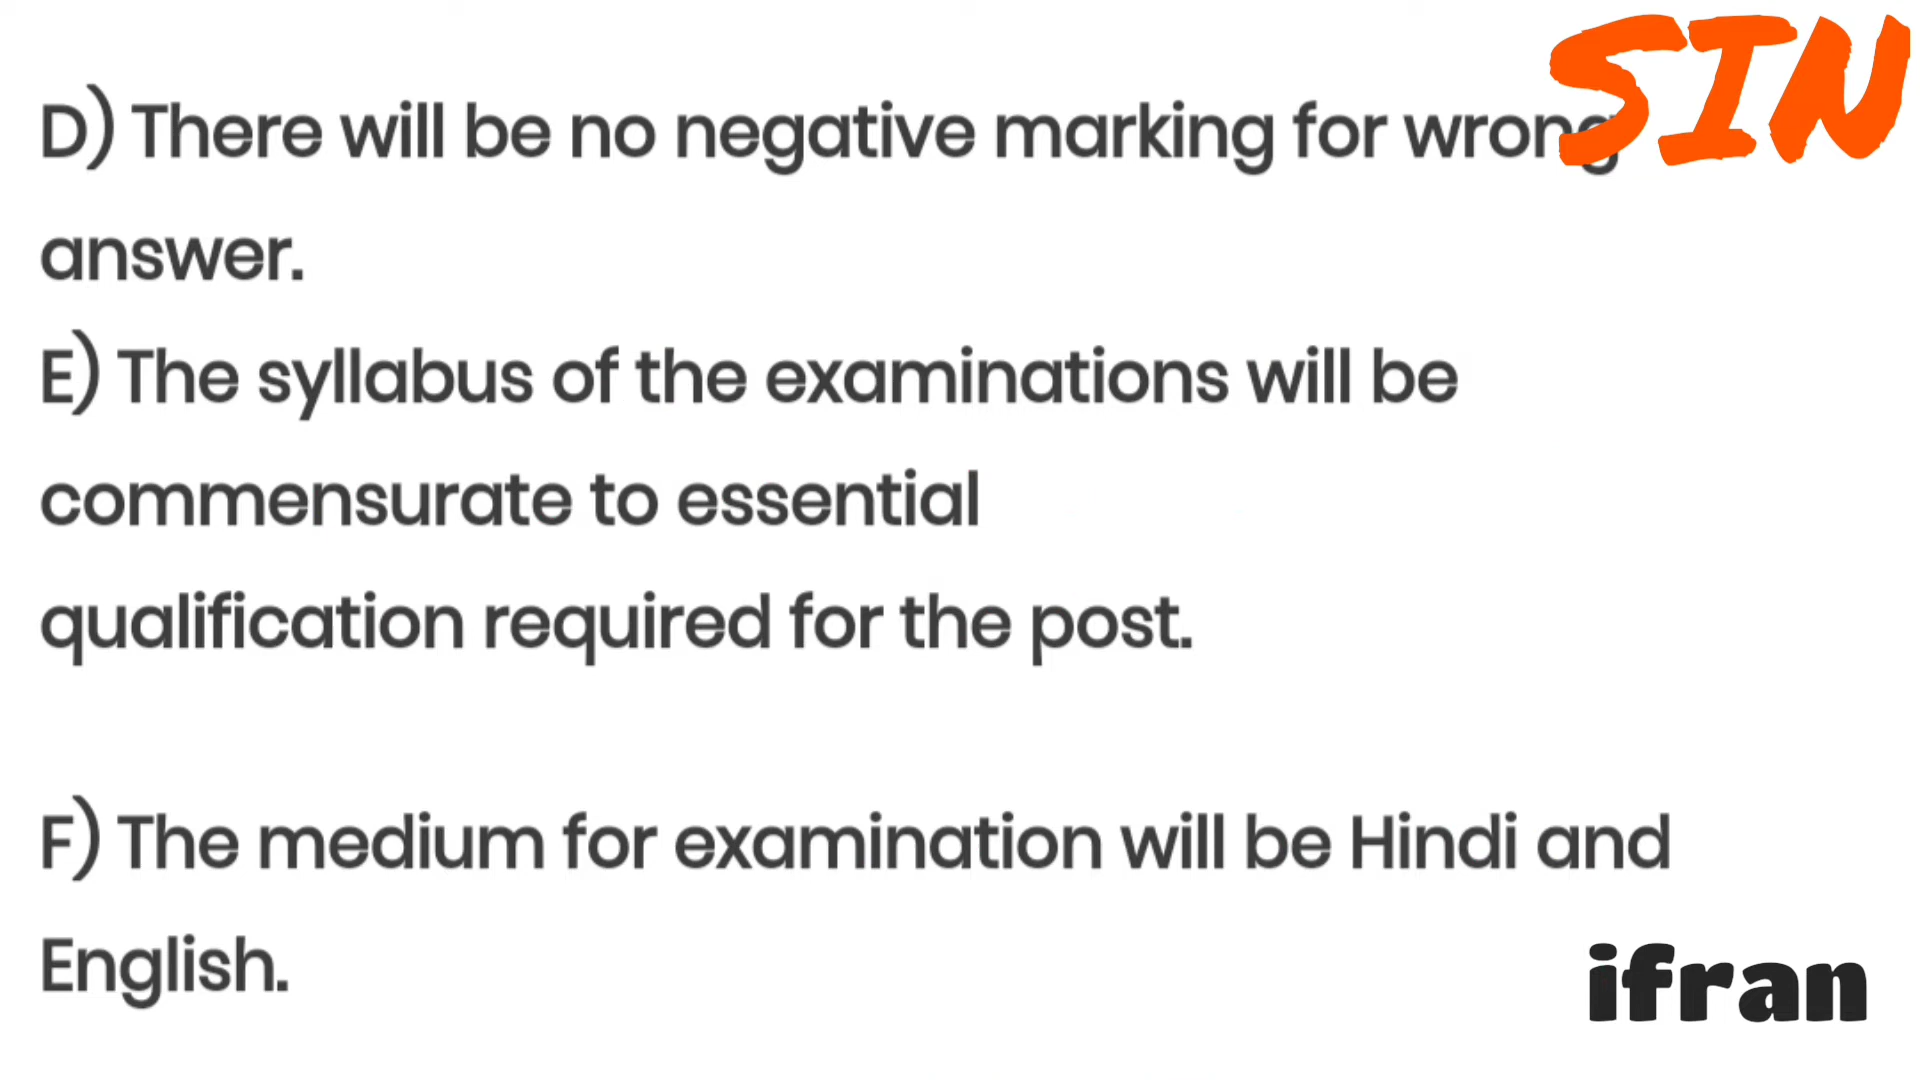 SIN
D) There will be no negative marking for wrong
answer.
E) The syllabus of the examinations will be
commensurate to essential
qualification required for the post.
F) The medium for examination will be Hindi and
English.
ifran